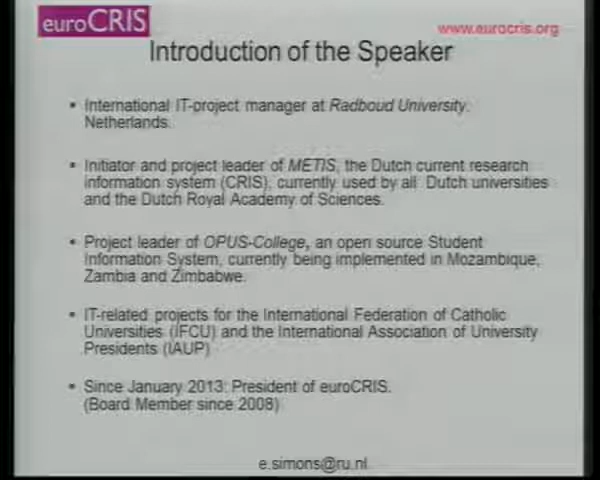 euroCRIS
www.eurocris.org
Introduction of the Speaker
• International IT-project manager at Radboud University.
Netherlands.
• Initiator and project leader of METIS, the Dutch current research
information system (CRIS), currently used by all Dutch universities
and the Dutch Royal Academy of Sciences.
• Project leader of OPUS-College, an open source Student
Information System, currently being implemented in Mozambique,
Zambia and Zimbabwe.
• IT-related projects for the International Federation of Catholic
Universities (IFCU) and the International Association of University
Presidents (IAUP)
• Since January 2013: President of euroCRIS.
(Board Member since 2008)
e.simons@ru.nl